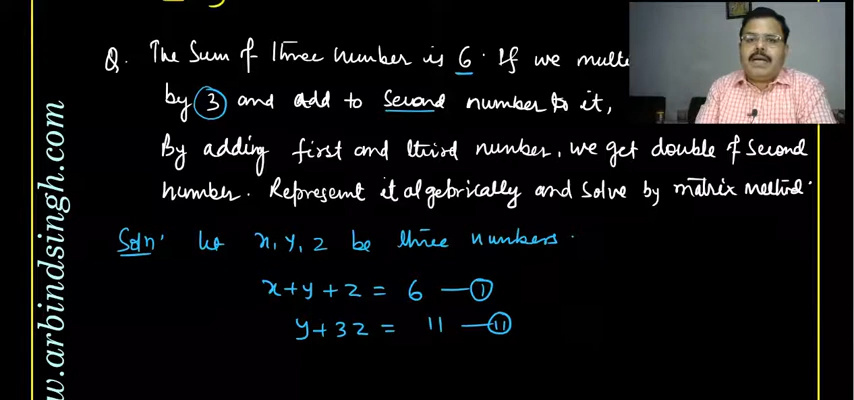 Q. The Sum of three number is 6. If we multi
by 3 and add to Second number to it,
By adding first and third number, we get double of second
number. Represent it algebrically and solve by matrix method.
Soln. let x, y, z be three numbers.
x + y + z = 6 — (I)
y + 3z = 11 — (II)
w.arbindsingh.com